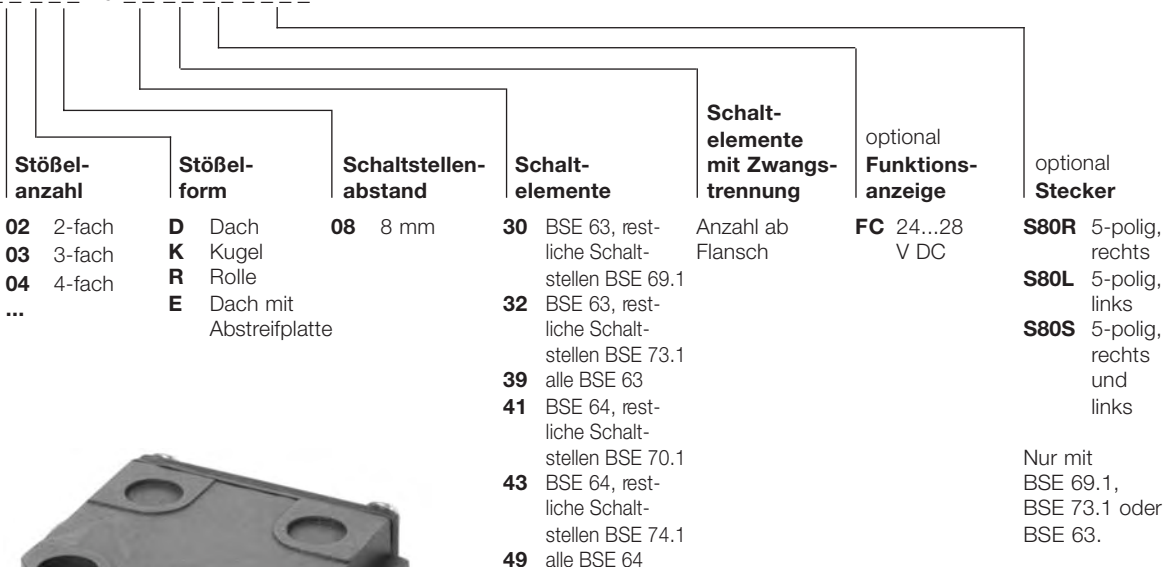 Stößel-
anzahl
02 2-fach
03 3-fach
04 4-fach
...
Stößel-
form
D Dach
K Kugel
R Rolle
E Dach mit
Abstreifplatte
Schaltstellen-
abstand
08 8 mm
Schalt-
elemente
30 BSE 63, rest-
liche Schalt-
stellen BSE 69.1
32 BSE 63, rest-
liche Schalt-
stellen BSE 73.1
39 alle BSE 63
41 BSE 64, rest-
liche Schalt-
stellen BSE 70.1
43 BSE 64, rest-
liche Schalt-
stellen BSE 74.1
49 alle BSE 64
Schalt-
elemente
mit Zwangs-
trennung
Anzahl ab
Flansch
optional
Funktions-
anzeige
FC 24...28
V DC
optional
Stecker
S80R 5-polig,
rechts
S80L 5-polig,
links
S80S 5-polig,
rechts
und
links
Nur mit
BSE 69.1,
BSE 73.1 oder
BSE 63.